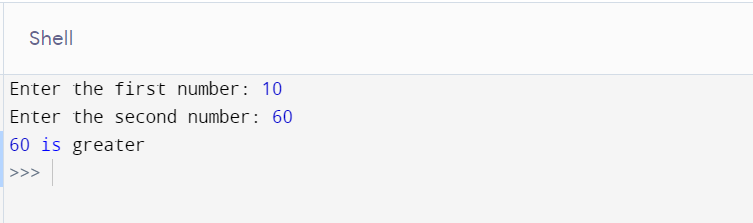 Shell
Enter the first number: 10
Enter the second number: 60
60 is greater
>>>